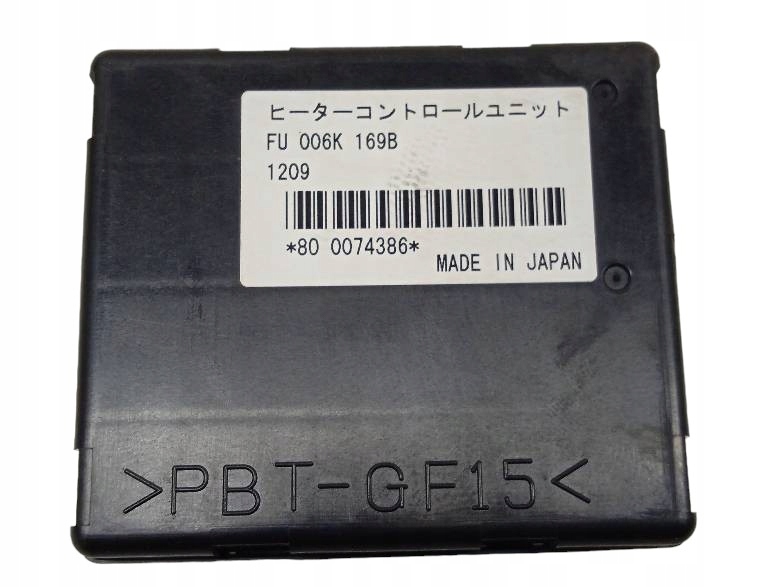 ヒーターコントロールユニット
FU 006K 169B
1209
*80 0074386*
MADE IN JAPAN
>PBT-GF15<